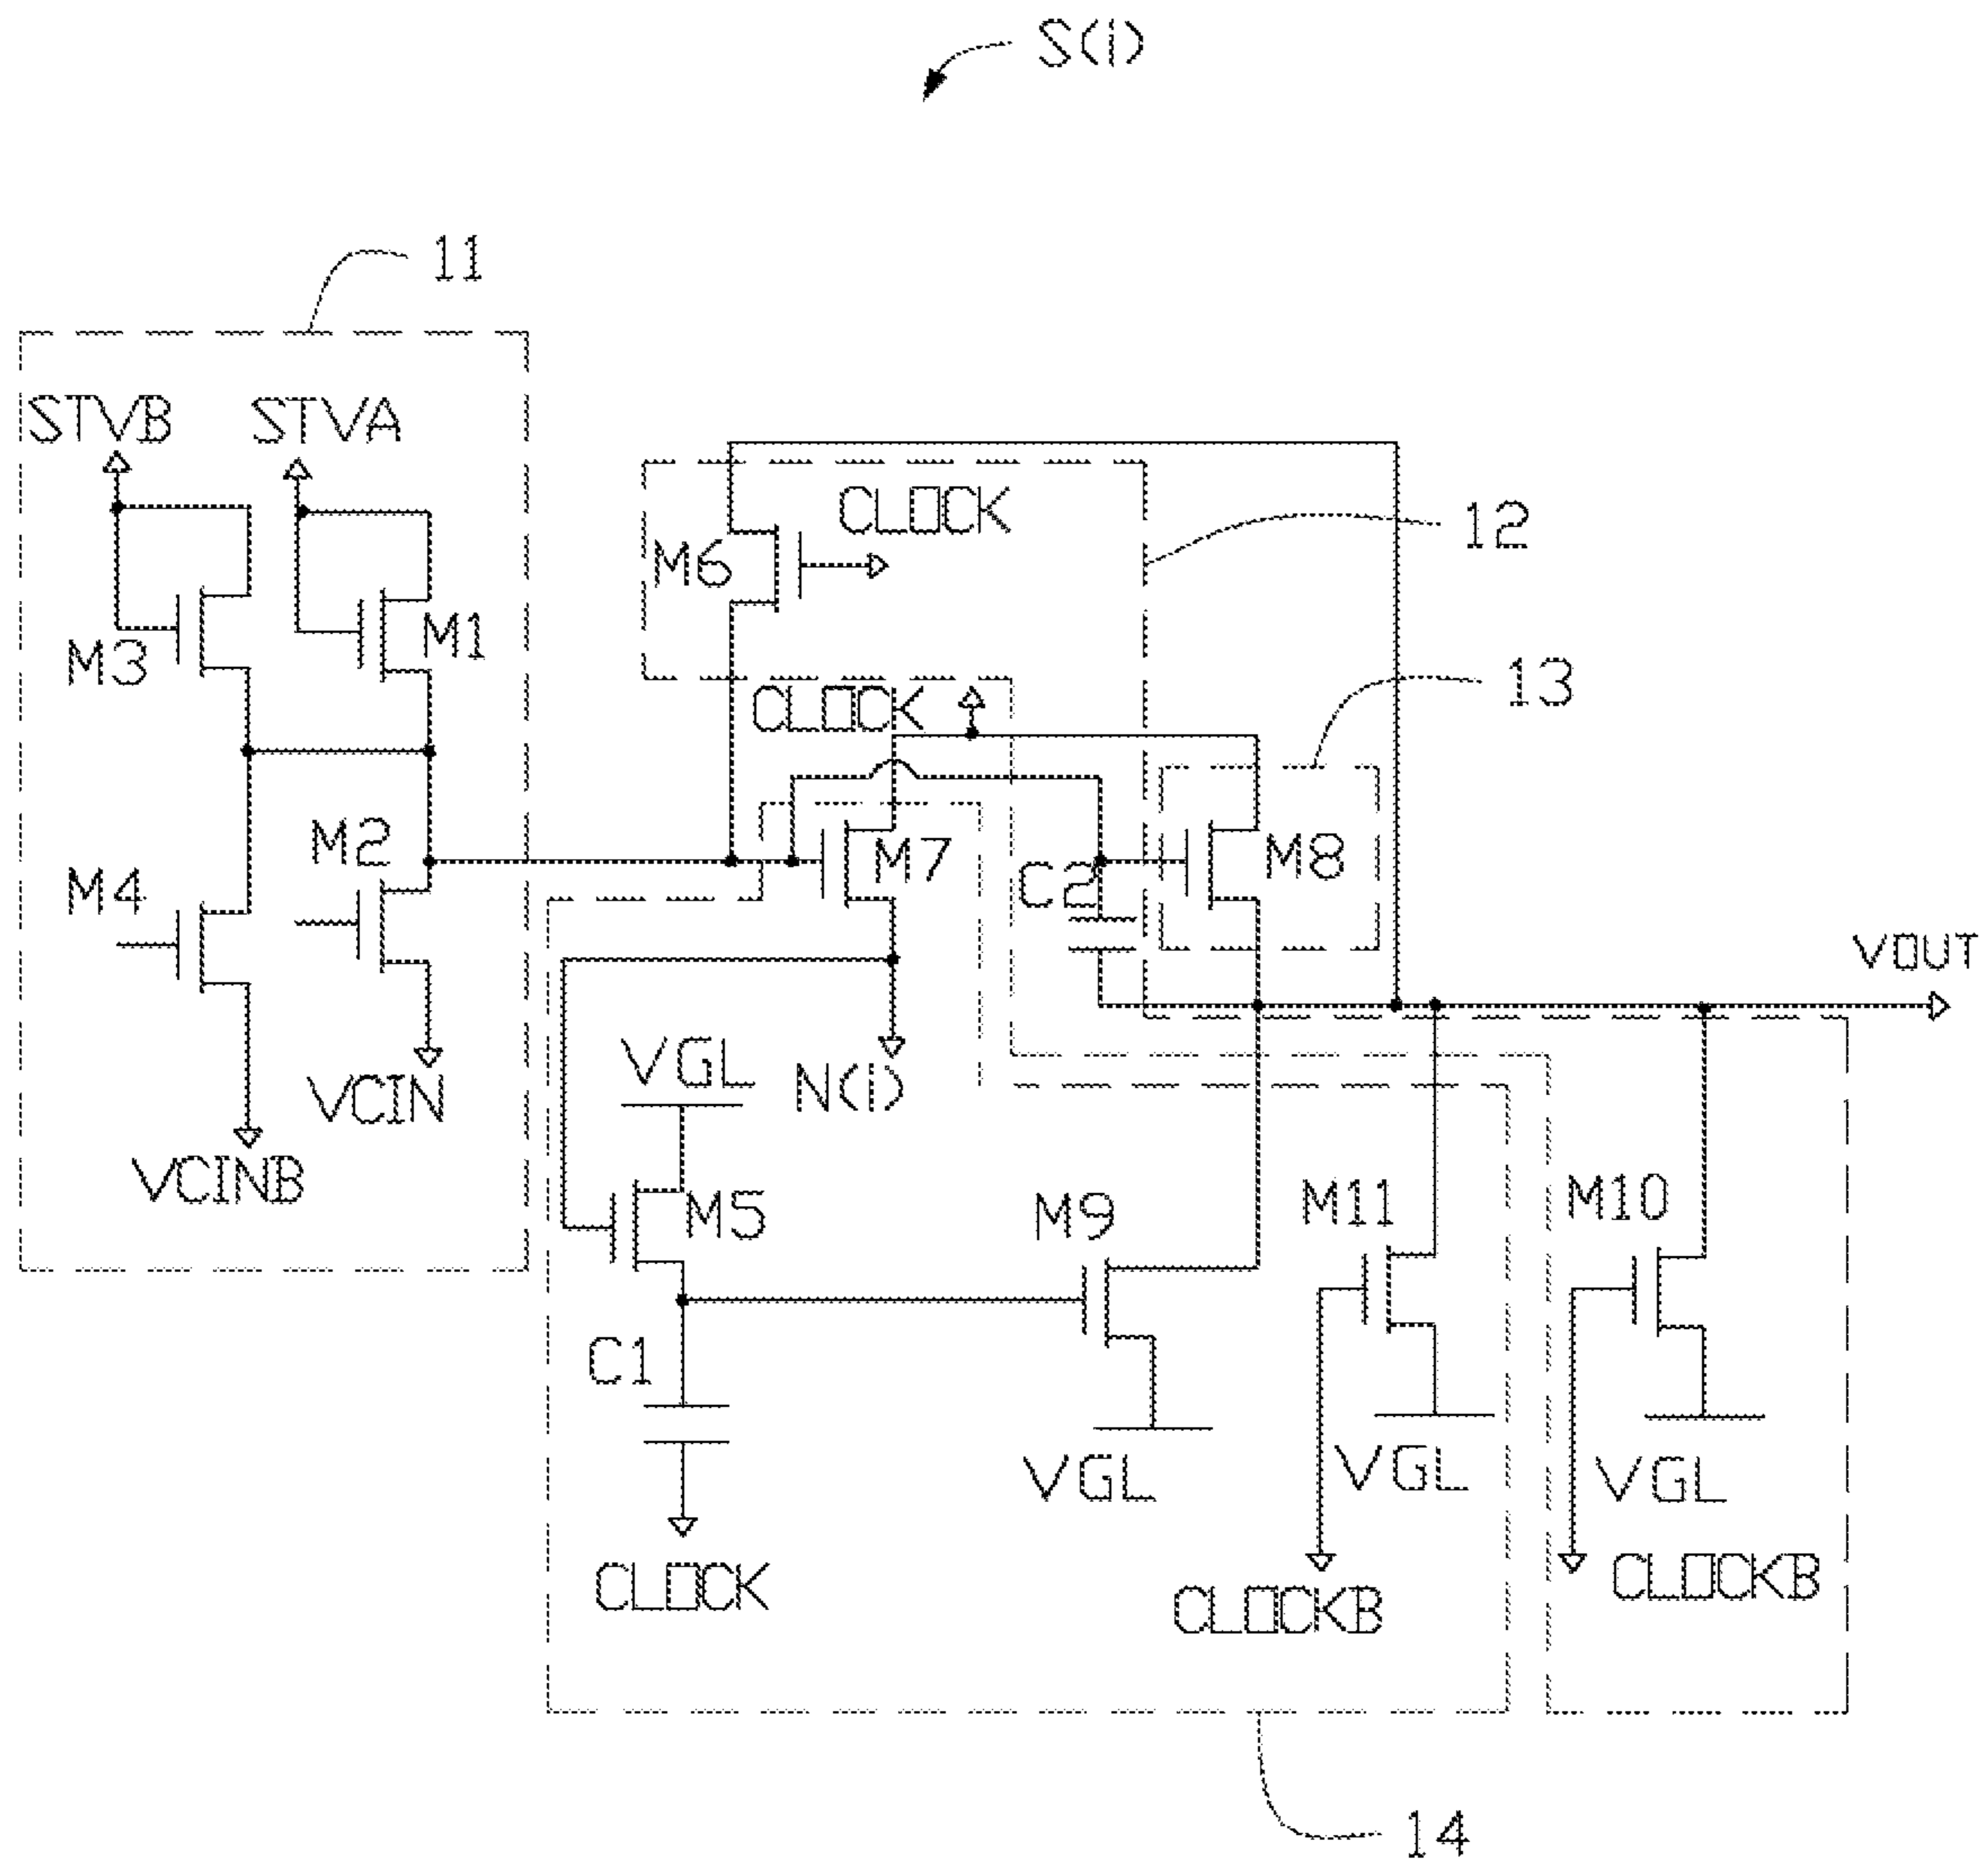 S(i)
11
STVB
STVA
CLOCK
12
M6
M3
M1
13
CLOCK
M2
M7
M8
M4
C2
VOUT
VGL
N(i)
VCIN
VCINB
M5
M9
M11
M10
C1
VGL
VGL
VGL
CLOCK
CLOCKB
CLOCKB
14